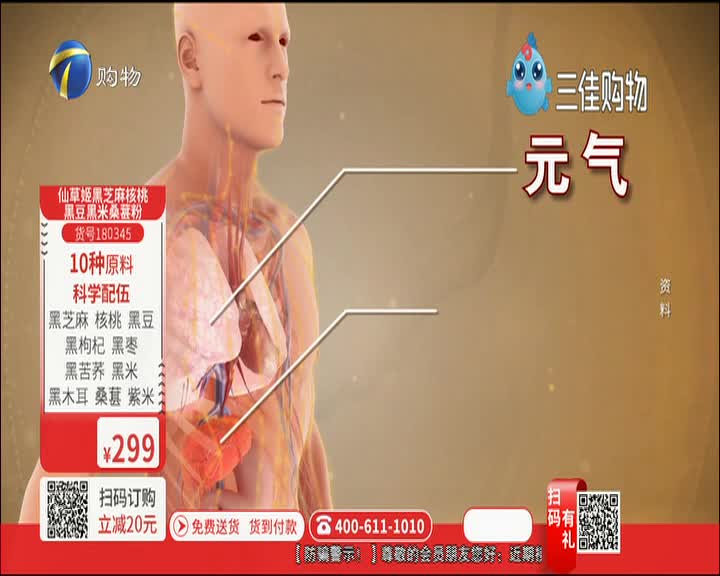 购物
三佳购物
元气
资料
仙草姬黑芝麻核桃
黑豆黑米桑葚粉
货号180345
10种原料
科学配伍
黑芝麻 核桃 黑豆
黑枸杞 黑枣
黑苦荞 黑米
黑木耳 桑葚 紫米
¥299
扫码订购
立减20元
免费送货 货到付款
400-611-1010
扫码有礼
【防骗警示!】尊敬的会员朋友您好：近期